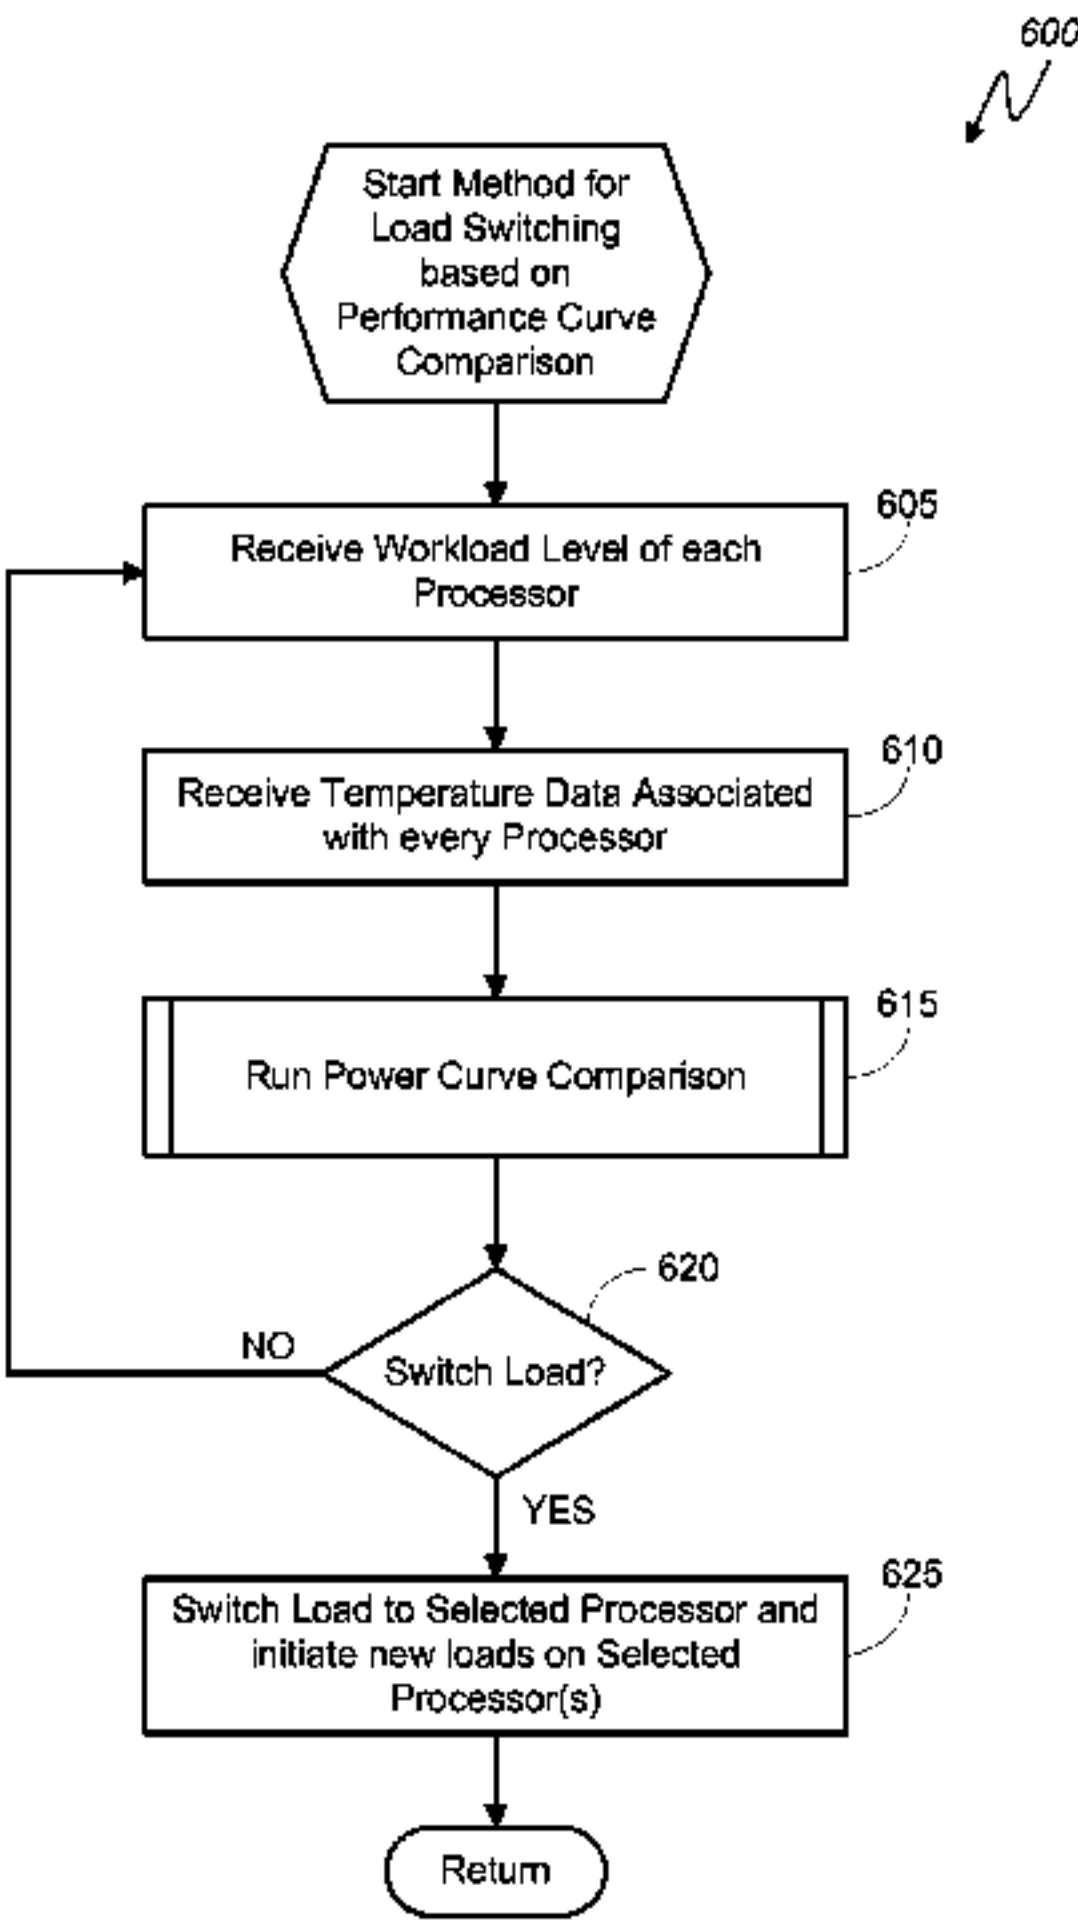 600
Start Method for
Load Switching
based on
Performance Curve
Comparison
605
Receive Workload Level of each
Processor
610
Receive Temperature Data Associated
with every Processor
615
Run Power Curve Comparison
620
NO
Switch Load?
YES
625
Switch Load to Selected Processor and
initiate new loads on Selected
Processor(s)
Return